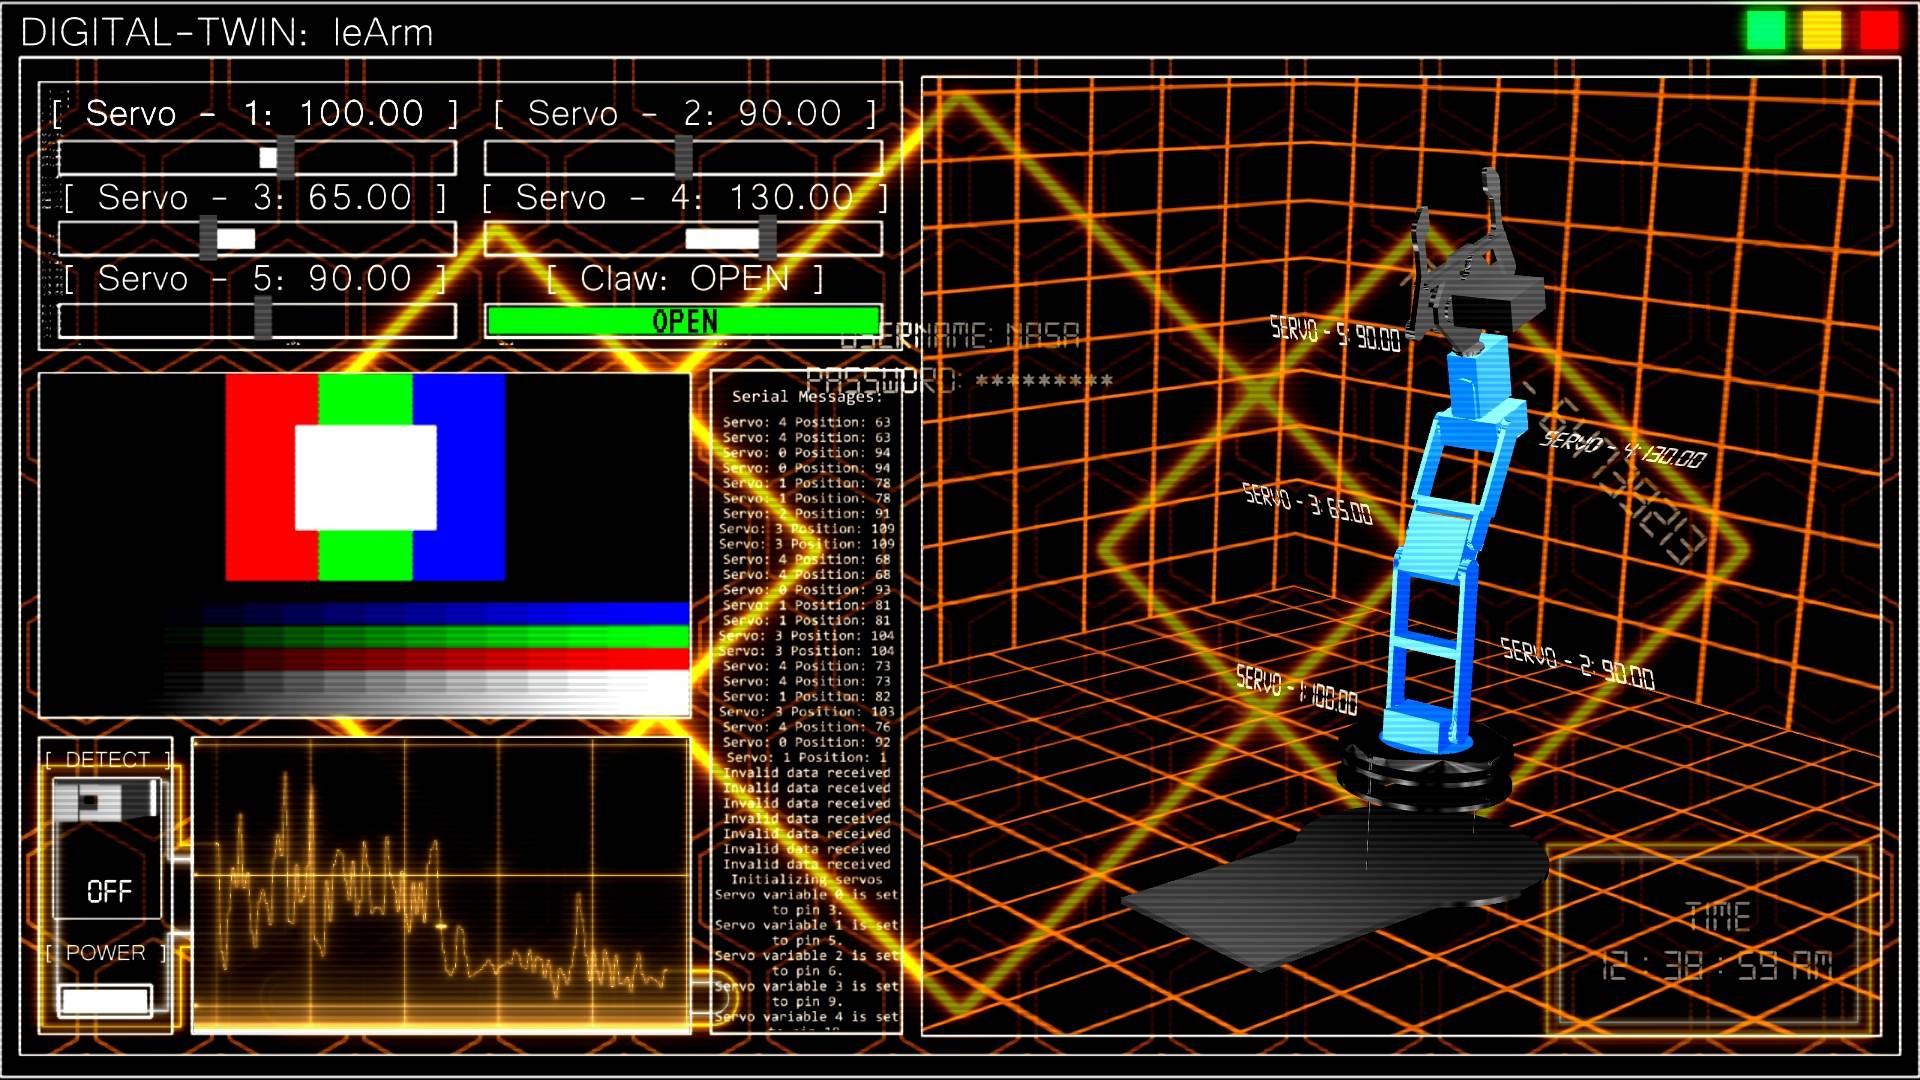 DIGITAL-TWIN: leArm
[ Servo - 1: 100.00 ]
[ Servo - 2: 90.00 ]
[ Servo - 3: 65.00 ]
[ Servo - 4: 130.00 ]
[ Servo - 5: 90.00 ]
[ Claw: OPEN ]
OPEN
USERNAME: NASA
PASSWORD: *********
Serial Messages:
Servo: 4 Position: 63
Servo: 4 Position: 63
Servo: 0 Position: 94
Servo: 0 Position: 94
Servo: 1 Position: 78
Servo: 1 Position: 78
Servo: 2 Position: 91
Servo: 3 Position: 109
Servo: 3 Position: 109
Servo: 4 Position: 68
Servo: 4 Position: 68
Servo: 0 Position: 93
Servo: 1 Position: 81
Servo: 1 Position: 81
Servo: 3 Position: 104
Servo: 3 Position: 104
Servo: 4 Position: 73
Servo: 4 Position: 73
Servo: 1 Position: 82
Servo: 3 Position: 103
Servo: 4 Position: 76
Servo: 0 Position: 92
Servo: 1 Position: 1
Invalid data received
Invalid data received
Invalid data received
Invalid data received
Invalid data received
Invalid data received
Invalid data received
Initializing servos
Servo variable 0 is set
to pin 3.
Servo variable 1 is set
to pin 5.
Servo variable 2 is set
to pin 6.
Servo variable 3 is set
to pin 9.
Servo variable 4 is set
[ DETECT ]
OFF
[ POWER ]
SERVO - 5: 90.00
SERVO - 4: 130.00
SERVO - 3: 65.00
SERVO - 2: 90.00
SERVO - 1: 100.00
TIME
12 : 38 : 59 AM